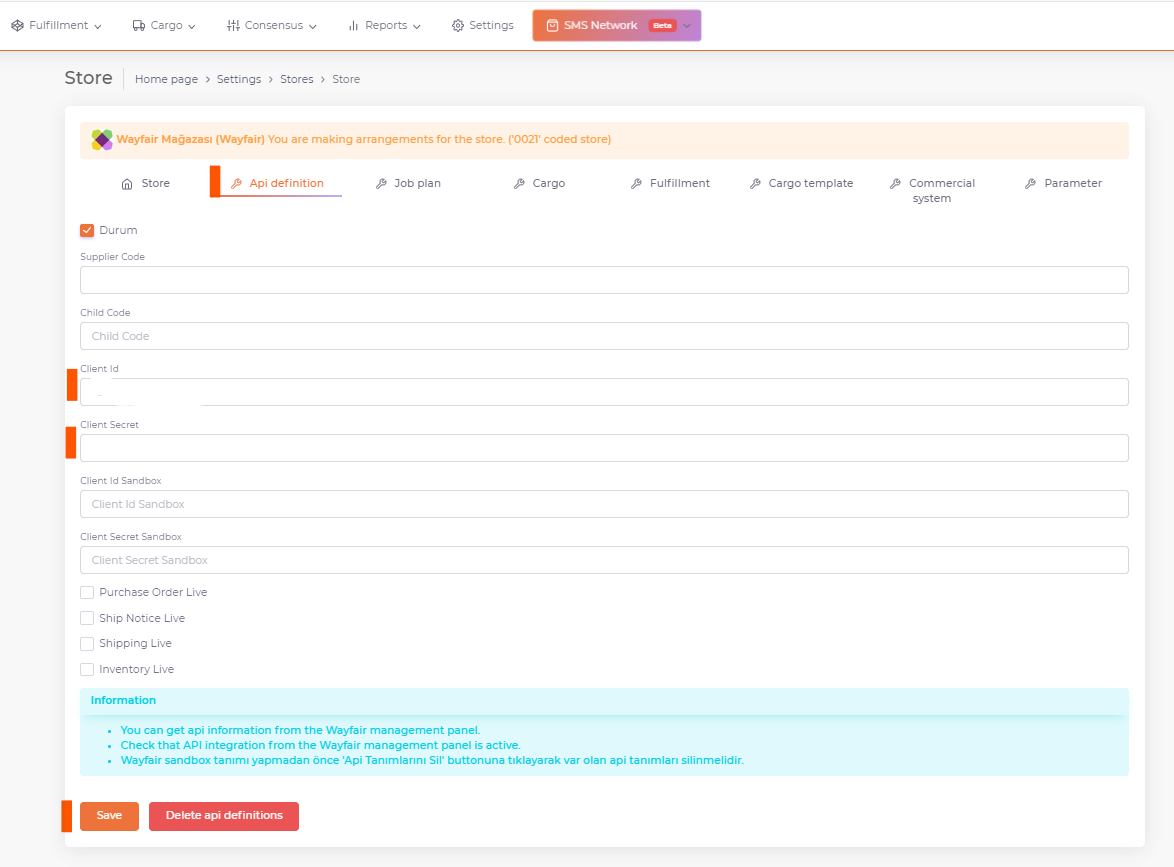 Fulfillment
Cargo
Consensus
Reports
Settings
SMS Network Beta
Store
Home page > Settings > Stores > Store
Wayfair Mağazası (Wayfair) You are making arrangements for the store. ('0021' coded store)
Store
Api definition
Job plan
Cargo
Fulfillment
Cargo template
Commercial
system
Parameter
Durum
Supplier Code
Child Code
Child Code
Client Id
Client Secret
Client Id Sandbox
Client Id Sandbox
Client Secret Sandbox
Client Secret Sandbox
Purchase Order Live
Ship Notice Live
Shipping Live
Inventory Live
Information
• You can get api information from the Wayfair management panel.
• Check that API integration from the Wayfair management panel is active.
• Wayfair sandbox tanımı yapmadan önce 'Api Tanımlarını Sil' buttonuna tıklayarak var olan api tanımları silinmelidir.
Save
Delete api definitions